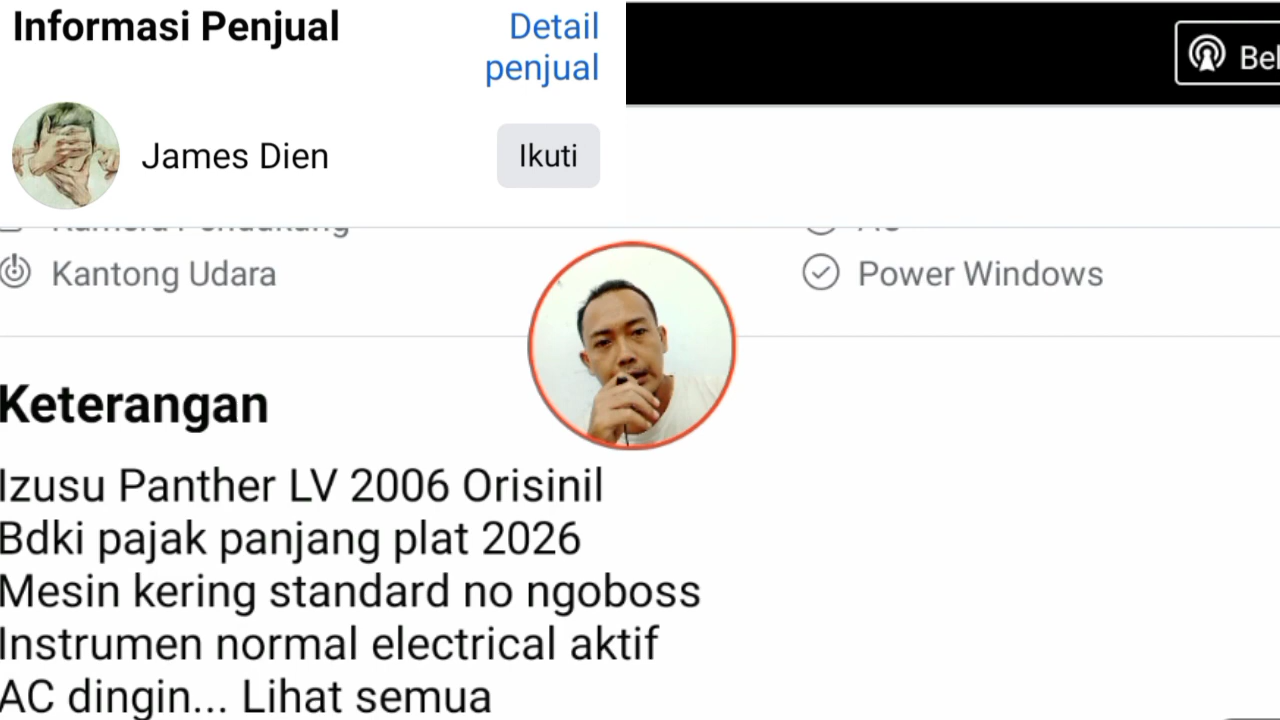 Informasi Penjual
Detail
penjual
James Dien
Ikuti
Kantong Udara
Power Windows
Keterangan
Izusu Panther LV 2006 Orisinil
Bdki pajak panjang plat 2026
Mesin kering standard no ngoboss
Instrumen normal electrical aktif
AC dingin... Lihat semua